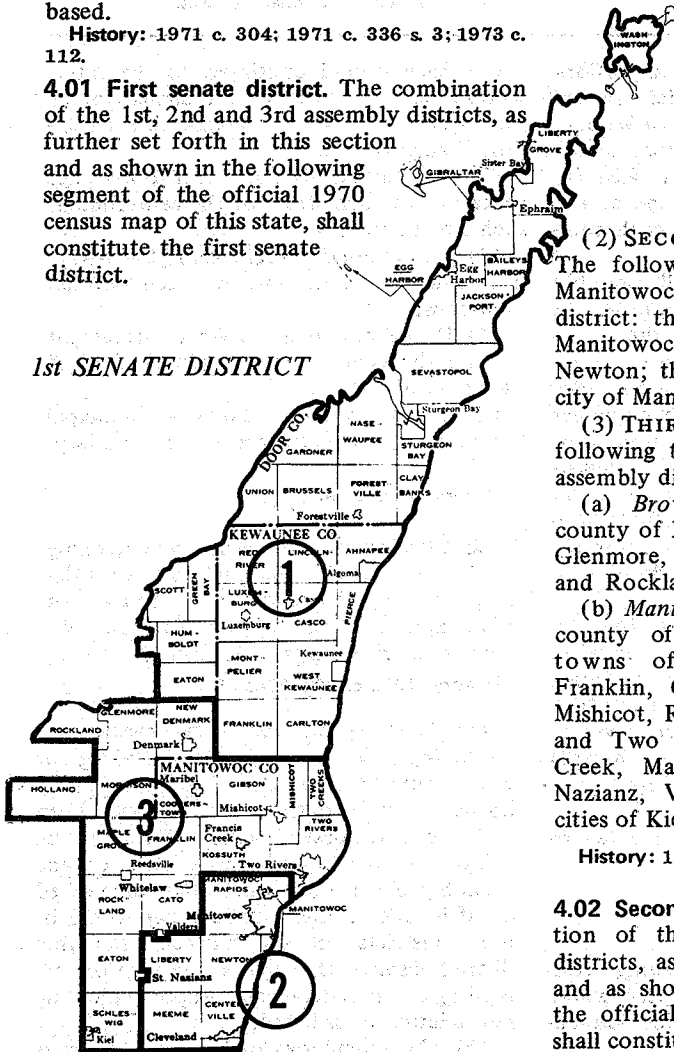 based.
History: 1971 c. 304; 1971 c. 336 s. 3; 1973 c.
112.
4.01 First senate district. The combination
of the 1st, 2nd and 3rd assembly districts, as
further set forth in this section
and as shown in the following
segment of the official 1970
census map of this state, shall
constitute the first senate
district.
1st SENATE DISTRICT
WASH
INGTON
LIBERTY
GROVE
Sister Bay
GIBRALTAR
Ephraim
EGG
HARBOR
Egg
Harbor
BAILEYS
HARBOR
JACKSON-
PORT
SEVASTOPOL
Sturgeon Bay
DOOR CO.
NASE-
WAUPEE
STURGEON
BAY
GARDNER
UNION
BRUSSELS
FOREST
VILLE
CLAY
BANKS
Forestville
KEWAUNEE CO.
RED
RIVER
LINCOLN
AHNAPEE
1
Algoma
SCOTT
GREEN
BAY
LUXEM-
BURG
Casco
PIERCE
Luxemburg
CASCO
HUM-
BOLDT
MONT
PELIER
Kewaunee
EATON
WEST
KEWAUNEE
GLENMORE
NEW
DENMARK
FRANKLIN
CARLTON
ROCKLAND
Denmark
MANITOWOC CO
HOLLAND
MORRISON
Maribel
GIBSON
MISHICOT
TWO
CREEKS
3
COOPERS-
TOWN
Mishicot
MAPLE
GROVE
FRANKLIN
Francis
Creek
TWO
RIVERS
KOSSUTH
Reedsville
Two Rivers
Whitelaw
MANITOWOC
RAPIDS
ROCK-
LAND
CATO
Manitowoc
MANITOWOC
Valders
EATON
LIBERTY
NEWTON
St. Nazians
2
SCHLES
WIG
MEEME
CENTER-
VILLE
Kiel
Cleveland
(2) SECO
The follow
Manitowoc
district: th
Manitowoc
Newton; th
city of Man
(3) THIR
following t
assembly di
(a) Bro
county of
Glenmore,
and Rockla
(b) Mani
county of
towns of
Franklin,
Mishicot, R
and Two
Creek, Ma
Nazianz, V
cities of Kie
History: 1
4.02 Secon
tion of th
districts, as
and as sho
the official
shall constit